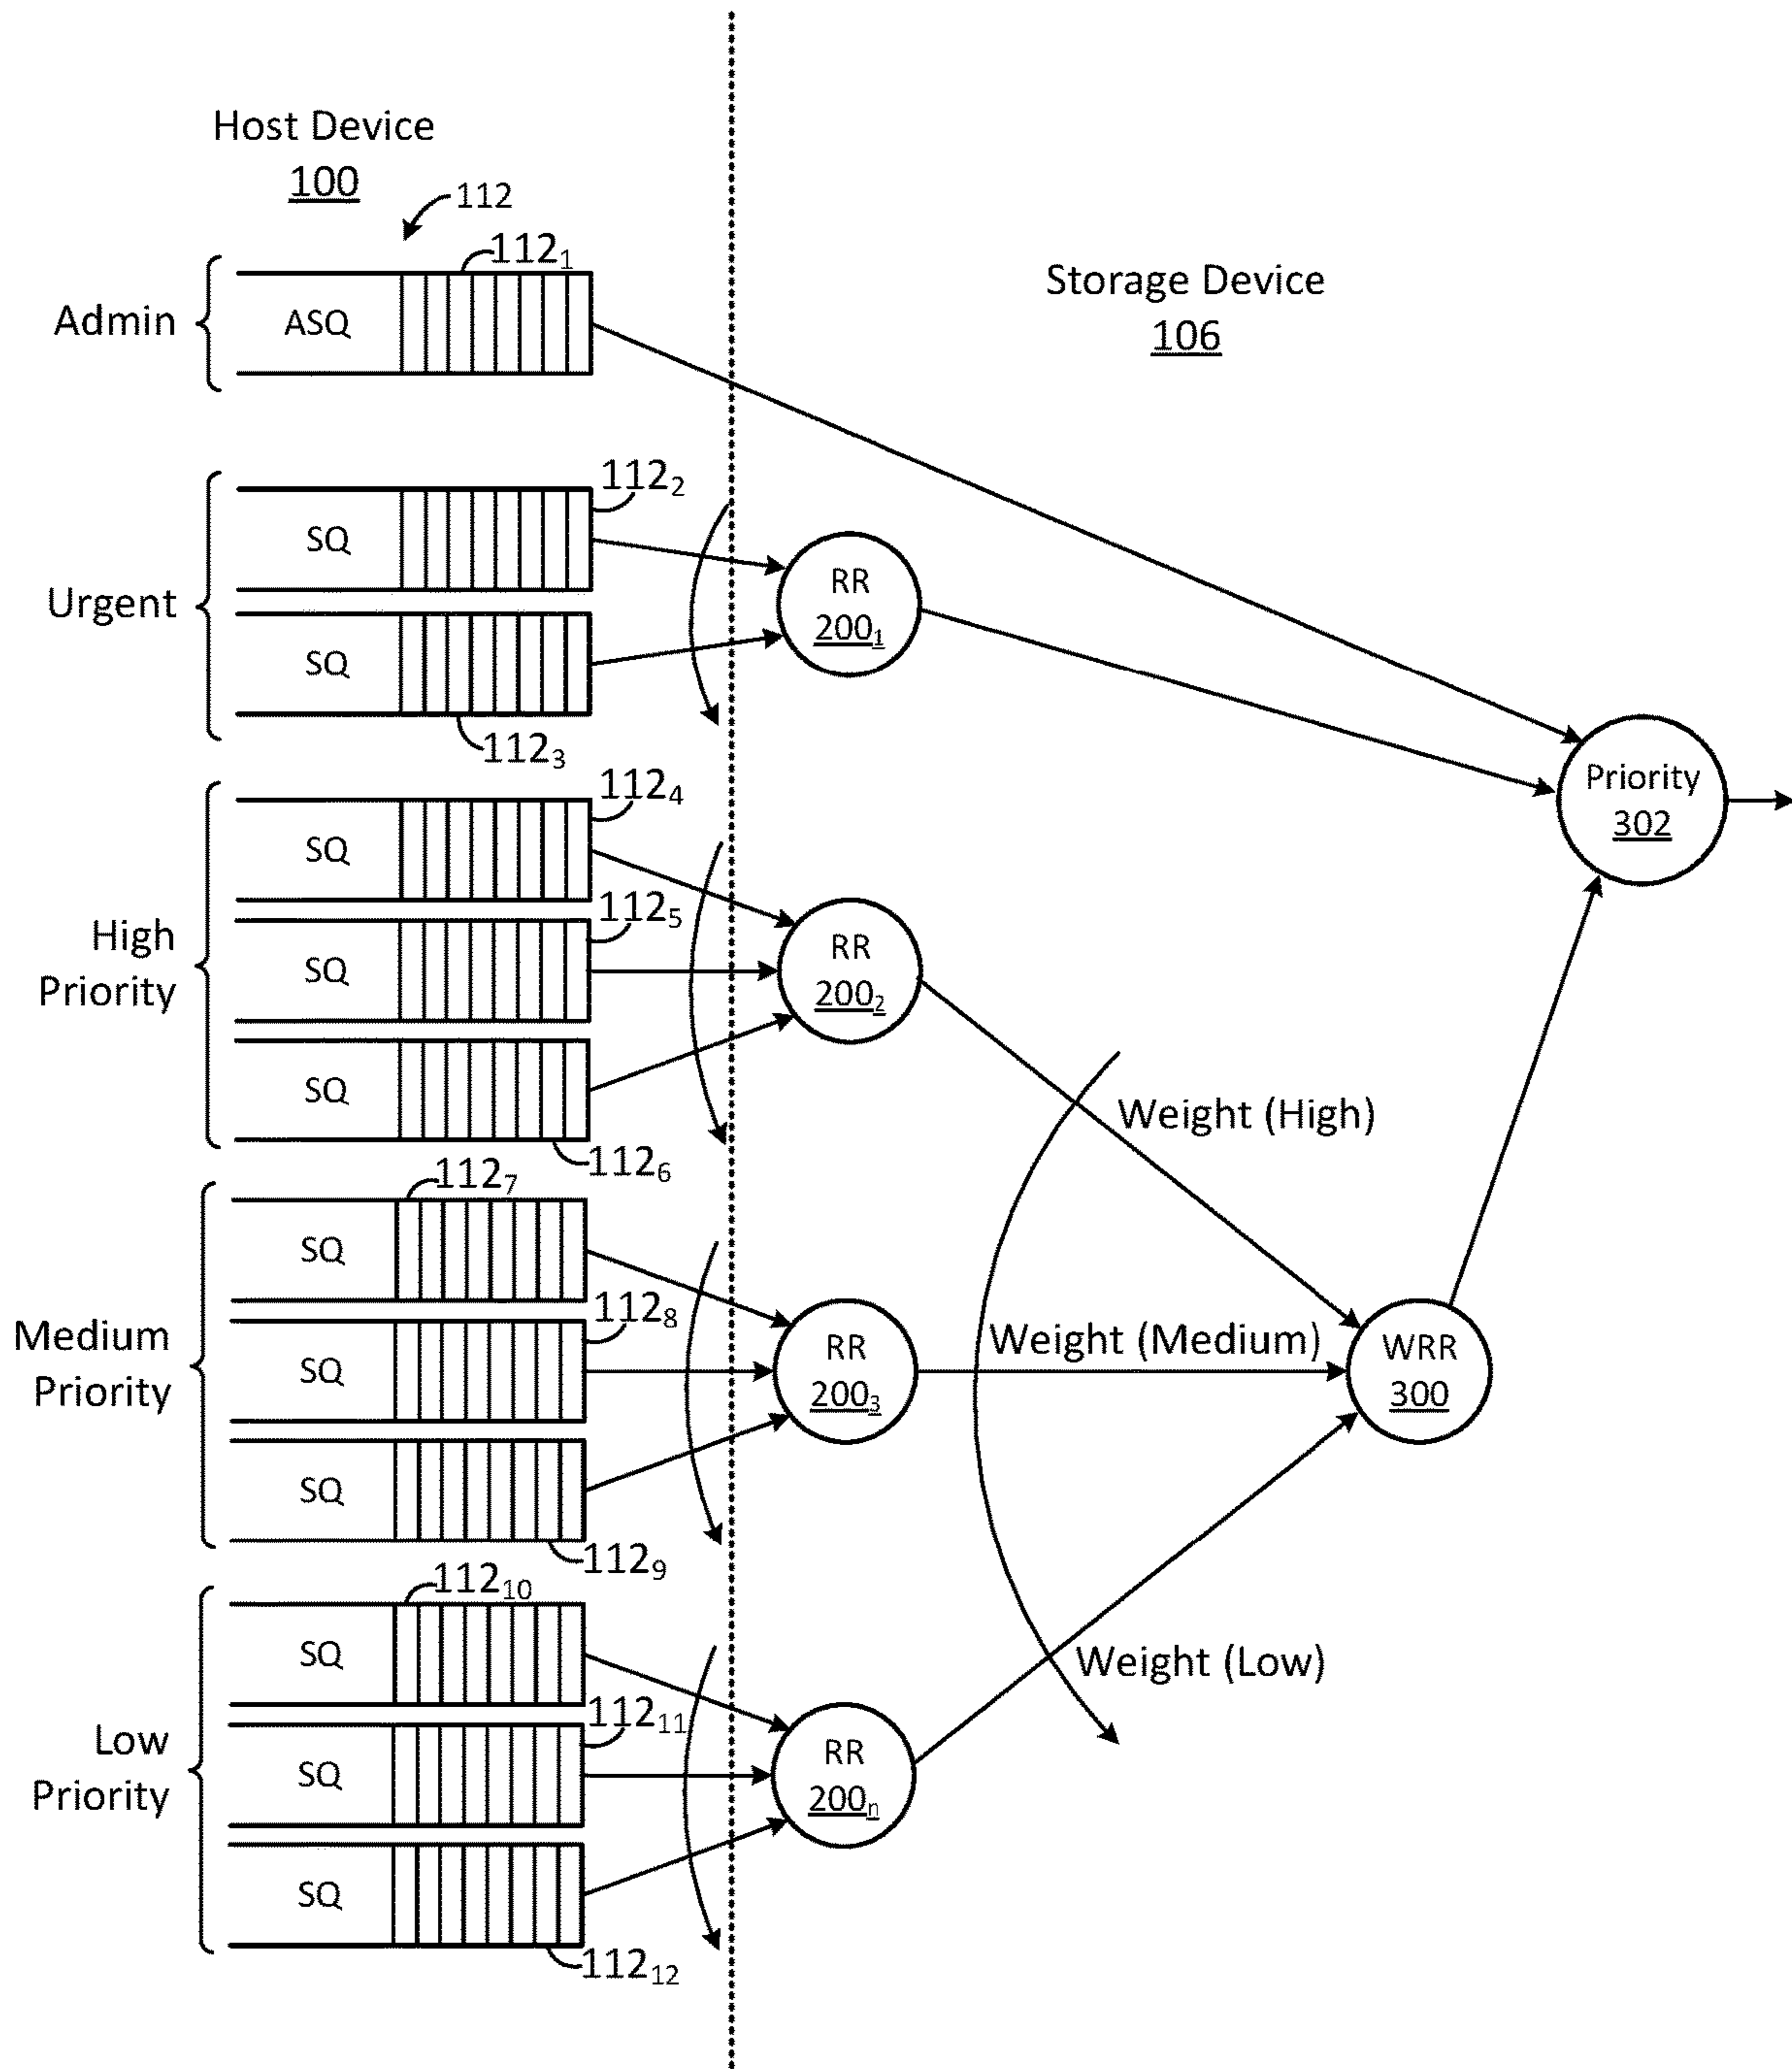 Host Device
100
112
Storage Device
106
Admin
ASQ
112₁
Urgent
SQ
112₂
SQ
112₃
RR
200₁
High
Priority
SQ
112₄
SQ
112₅
SQ
112₆
RR
200₂
Priority
302
Weight (High)
Medium
Priority
SQ
112₇
SQ
112₈
SQ
112₉
RR
200₃
Weight (Medium)
WRR
300
Low
Priority
SQ
112₁₀
SQ
112₁₁
SQ
112₁₂
RR
200ₙ
Weight (Low)